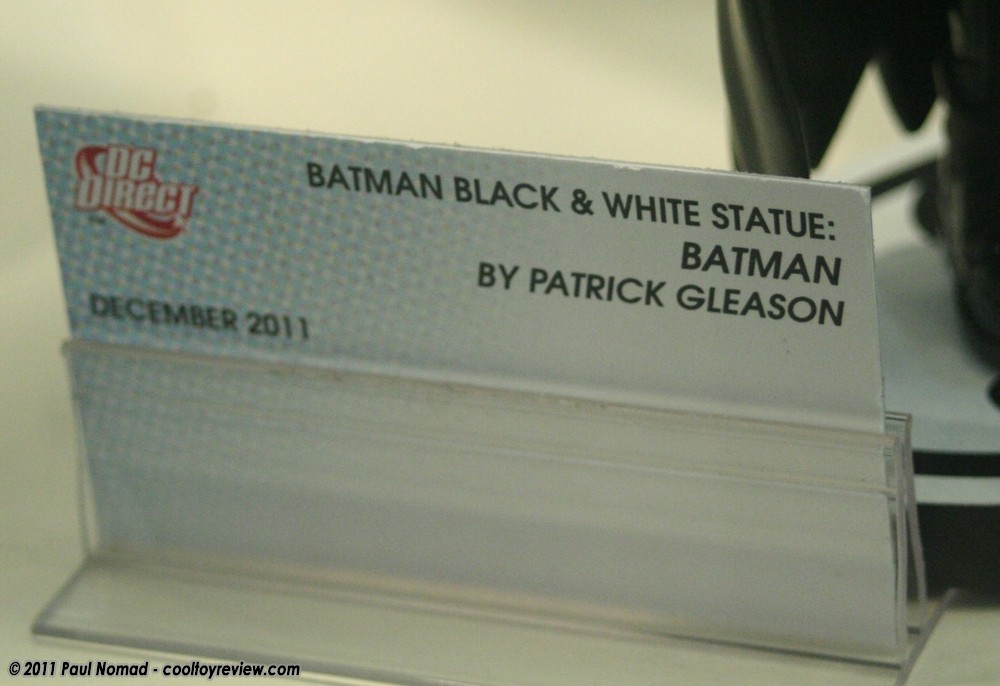 DC
DIRECT
BATMAN BLACK & WHITE STATUE:
BATMAN
BY PATRICK GLEASON
DECEMBER 2011
© 2011 Paul Nomad - cooltoyreview.com